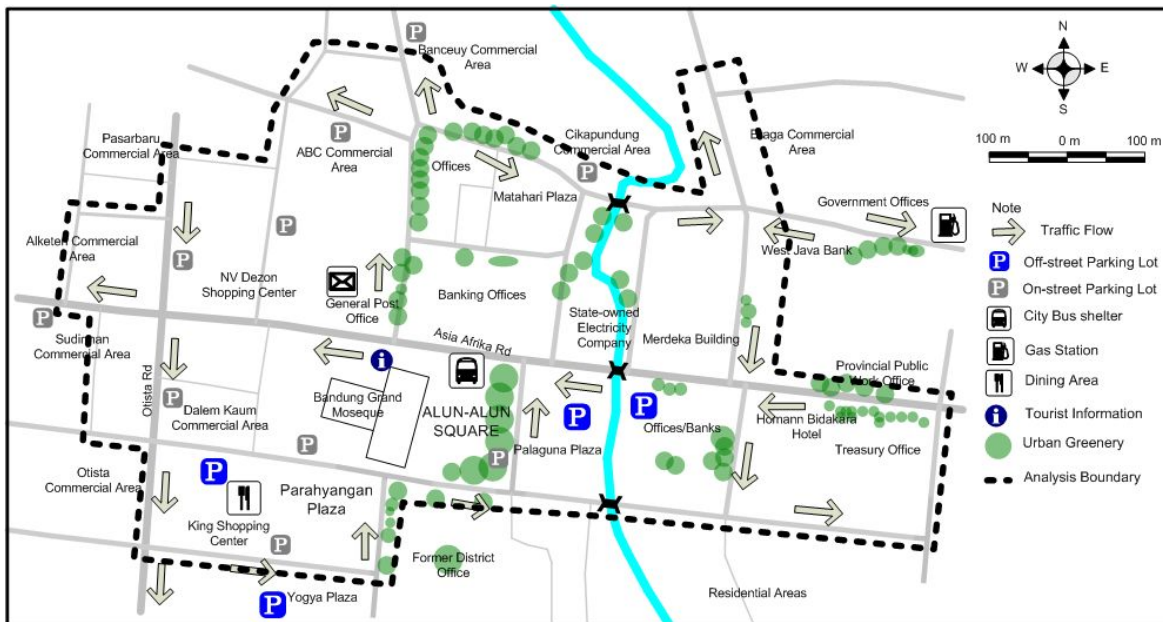 P
Banceuy Commercial
Area
N
W
E
S
Pasarbaru
Commercial Area
P
ABC Commercial
Area
Offices
Cikapundung
Commercial Area
P
Braga Commercial
Area
100 m
0 m
100 m
Matahari Plaza
Government Offices
Note
Traffic Flow
P
Off-street Parking Lot
P
On-street Parking Lot
City Bus shelter
Gas Station
Dining Area
i
Tourist Information
Urban Greenery
Analysis Boundary
Alketeri Commercial
Area
P
P
NV Dezon
Shopping Center
General Post
Office
Banking Offices
West Java Bank
State-owned
Electricity
Company
Merdeka Building
P
Sudirman
Commercial Area
Asia Afrika Rd
i
Otista Rd
P
Dalem Kaum
Commercial Area
Bandung Grand
Moseque
ALUN-ALUN
SQUARE
P
P
Palaguna Plaza
P
Offices/Banks
Provincial Public
Work Office
Homann Bidakara
Hotel
Treasury Office
P
Otista
Commercial Area
P
Parahyangan
Plaza
King Shopping
Center
P
Former District
Office
P
Yogya Plaza
Residential Areas